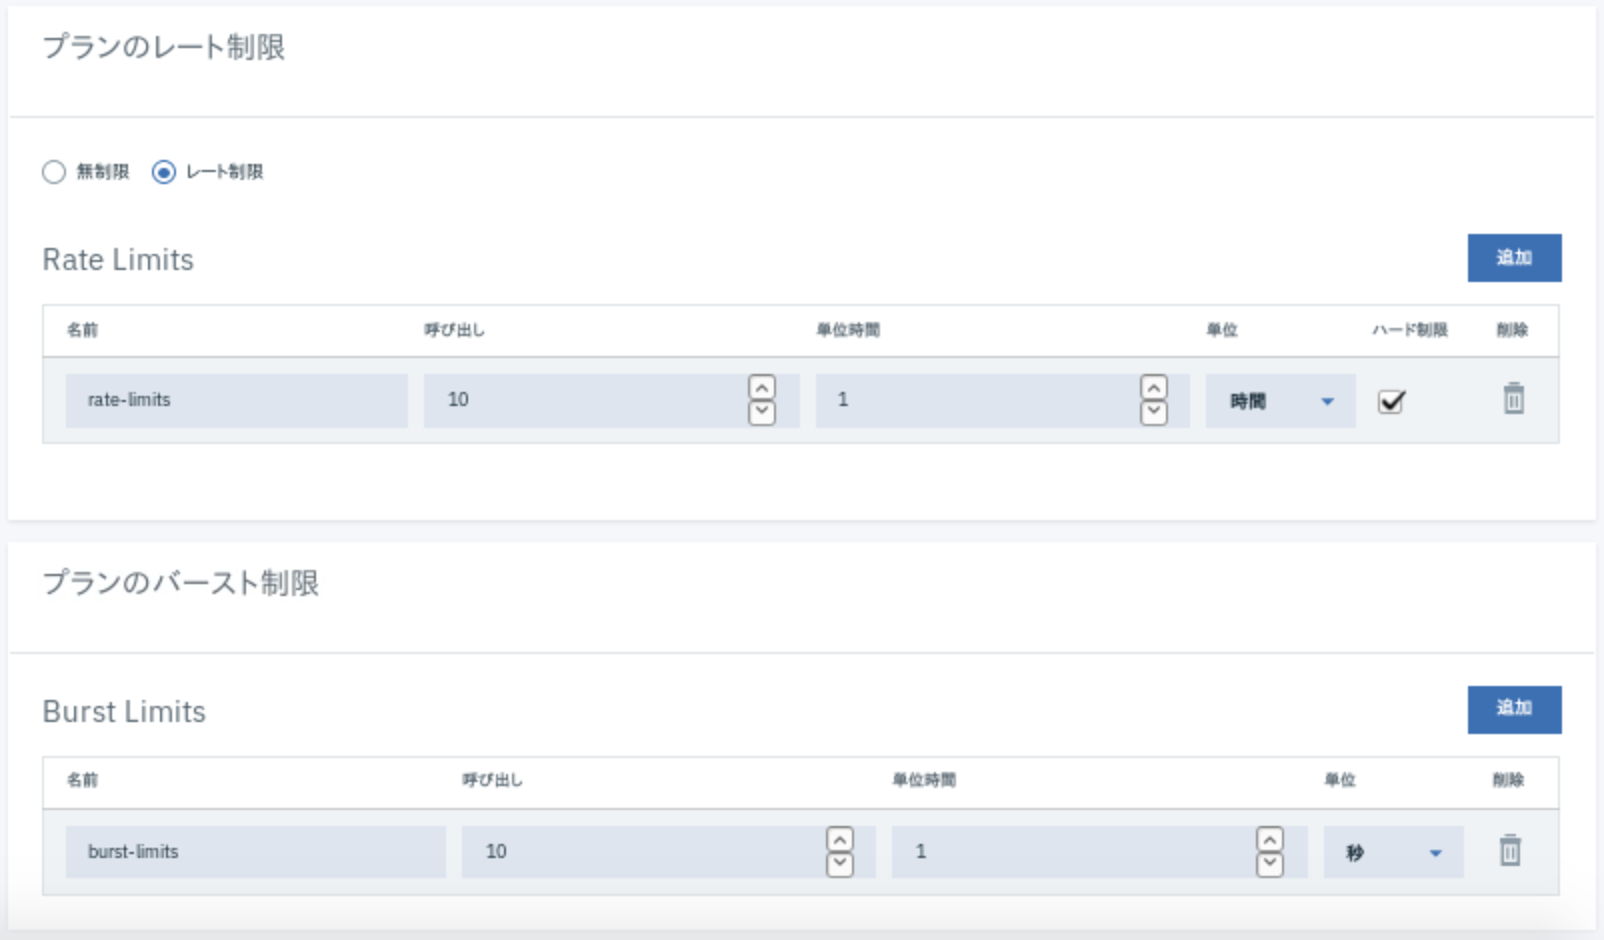 プランのレート制限
無制限 レート制限
Rate Limits 追加
名前 呼び出し 単位時間 単位 ハード制限 削除
rate-limits 10 1 時間
プランのバースト制限
Burst Limits 追加
名前 呼び出し 単位時間 単位 削除
burst-limits 10 1 秒